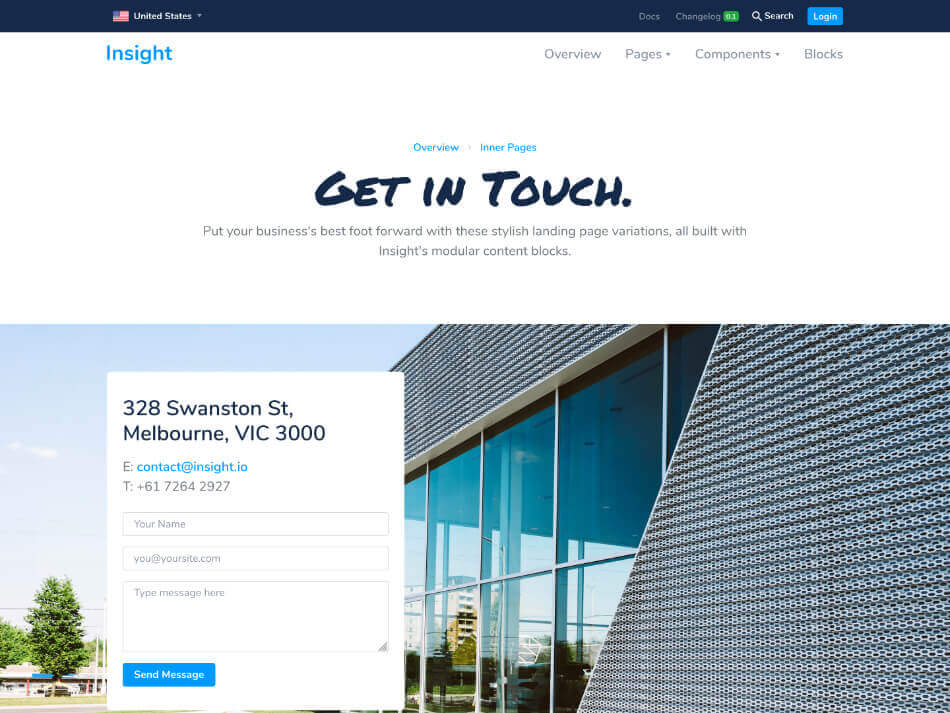 United States
Docs
Changelog 0.1
Search
Login
Insight
Overview
Pages
Components
Blocks
Overview › Inner Pages
Get in Touch.
Put your business's best foot forward with these stylish landing page variations, all built with
Insight's modular content blocks.
328 Swanston St,
Melbourne, VIC 3000
E: contact@insight.io
T: +61 7264 2927
Your Name
you@yoursite.com
Type message here
Send Message